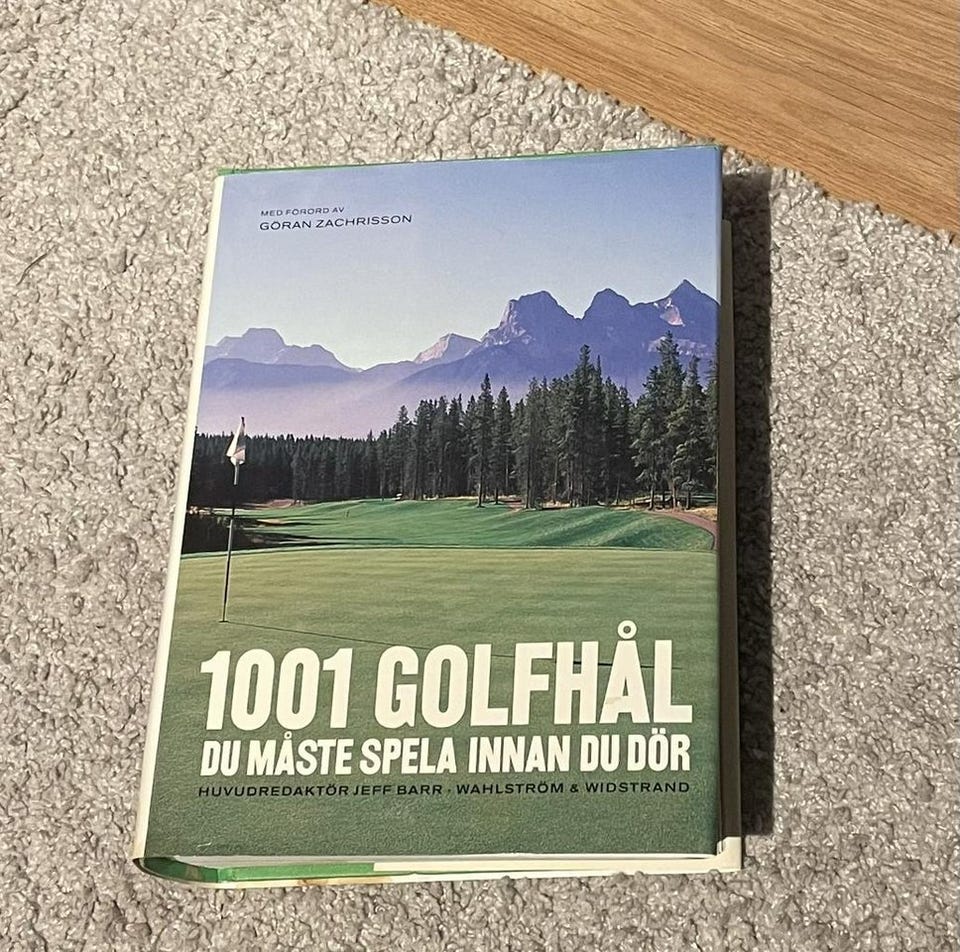 MED FÖRORD AV
GÖRAN ZACHRISSON
1001 GOLFHÅL
DU MÅSTE SPELA INNAN DU DÖR
HUVUDREDAKTÖR JEFF BARR · WAHLSTRÖM & WIDSTRAND